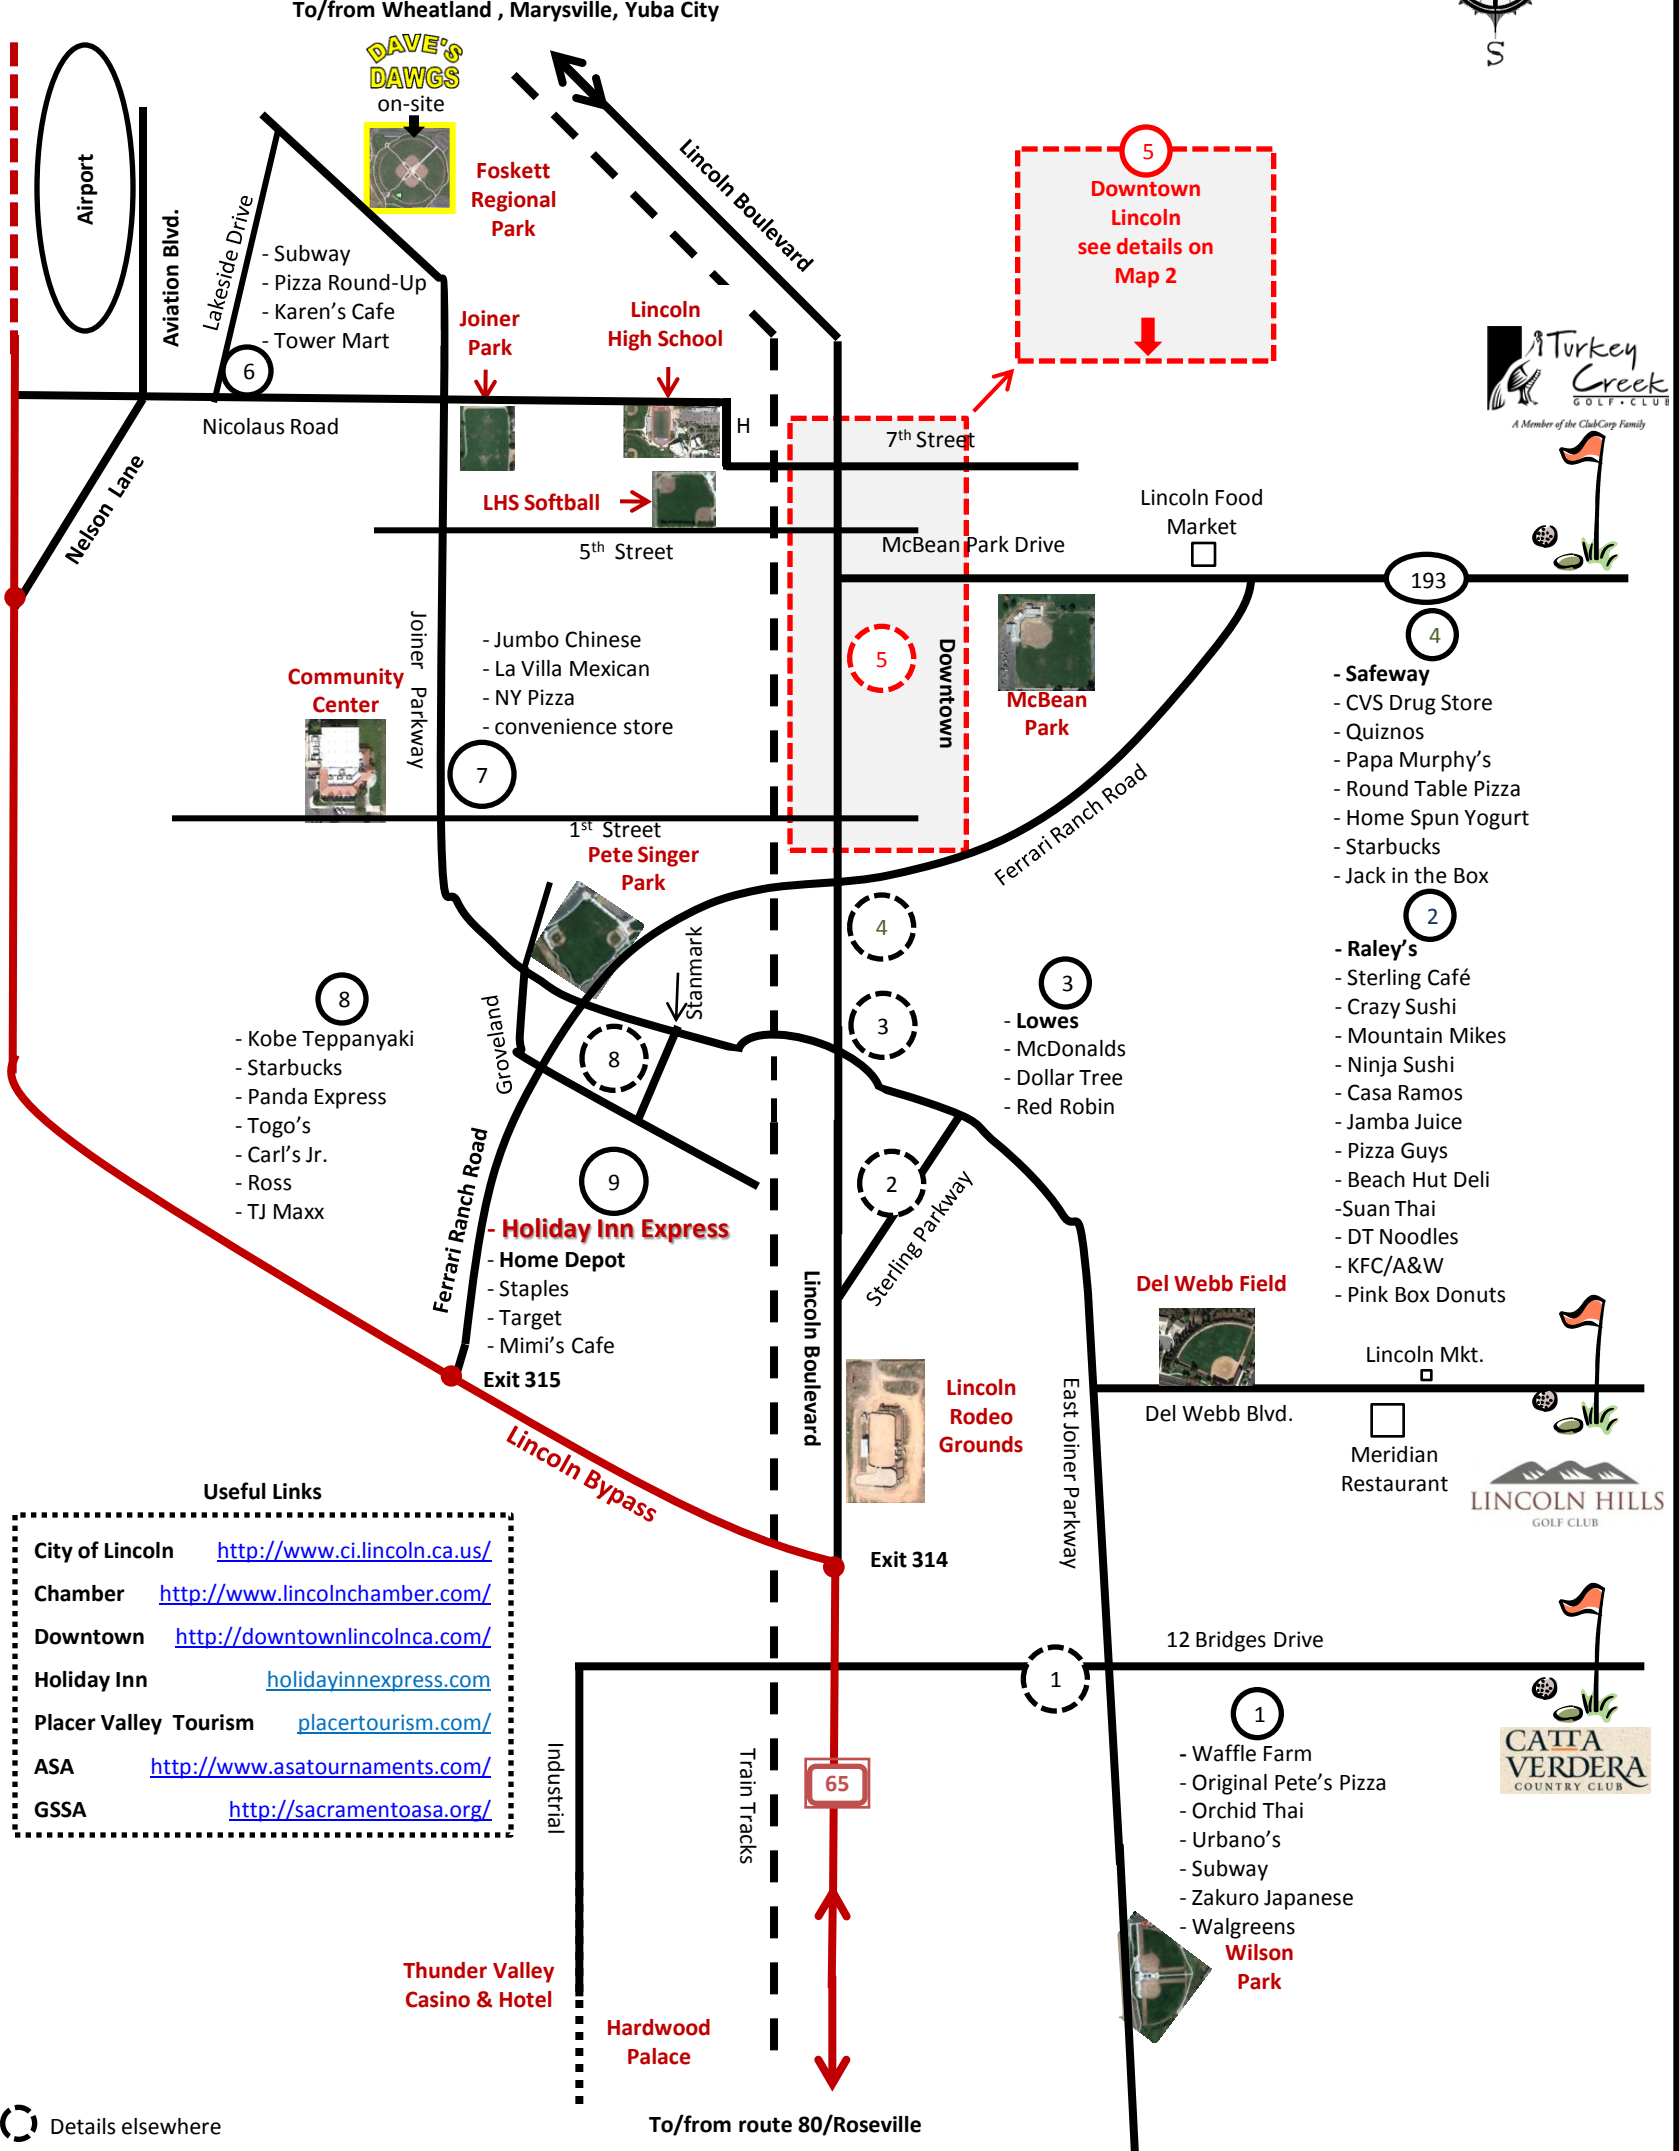 To/from Wheatland , Marysville, Yuba City
S
DAVE'S
DAWGS
on-site
Airport
Aviation Blvd.
Lakeside Drive
Foskett
Regional
Park
Lincoln Boulevard
5
Downtown
Lincoln
see details on
Map 2
- Subway
- Pizza Round-Up
- Karen's Cafe
- Tower Mart
6
Joiner
Park
Lincoln
High School
Turkey
Creek
GOLF • CLUB
A Member of the ClubCorp Family
Nicolaus Road
H
7th Street
Nelson Lane
LHS Softball
5th Street
McBean Park Drive
Lincoln Food
Market
193
Joiner Parkway
- Jumbo Chinese
- La Villa Mexican
- NY Pizza
- convenience store
7
5
Downtown
McBean
Park
Community
Center
4
- Safeway
- CVS Drug Store
- Quiznos
- Papa Murphy's
- Round Table Pizza
- Home Spun Yogurt
- Starbucks
- Jack in the Box
1st Street
Pete Singer
Park
Ferrari Ranch Road
2
- Raley's
- Sterling Café
- Crazy Sushi
- Mountain Mikes
- Ninja Sushi
- Casa Ramos
- Jamba Juice
- Pizza Guys
- Beach Hut Deli
-Suan Thai
- DT Noodles
- KFC/A&W
- Pink Box Donuts
4
Stanmark
3
3
- Lowes
- McDonalds
- Dollar Tree
- Red Robin
8
- Kobe Teppanyaki
- Starbucks
- Panda Express
- Togo's
- Carl's Jr.
- Ross
- TJ Maxx
Groveland
8
Ferrari Ranch Road
9
- Holiday Inn Express
- Home Depot
- Staples
- Target
- Mimi's Cafe
2
Sterling Parkway
Lincoln Boulevard
Exit 315
Lincoln Bypass
Del Webb Field
Lincoln Mkt.
Del Webb Blvd.
Meridian
Restaurant
LINCOLN HILLS
GOLF CLUB
Lincoln
Rodeo
Grounds
East Joiner Parkway
Exit 314
Useful Links
City of Lincoln http://www.ci.lincoln.ca.us/
Chamber http://www.lincolnchamber.com/
Downtown http://downtownlincolnca.com/
Holiday Inn holidayinnexpress.com
Placer Valley Tourism placertourism.com/
ASA http://www.asatournaments.com/
GSSA http://sacramentoasa.org/
12 Bridges Drive
1
1
- Waffle Farm
- Original Pete's Pizza
- Orchid Thai
- Urbano's
- Subway
- Zakuro Japanese
- Walgreens
CATTA
VERDERA
COUNTRY CLUB
Industrial
Train Tracks
65
Wilson
Park
Thunder Valley
Casino & Hotel
Hardwood
Palace
Details elsewhere
To/from route 80/Roseville